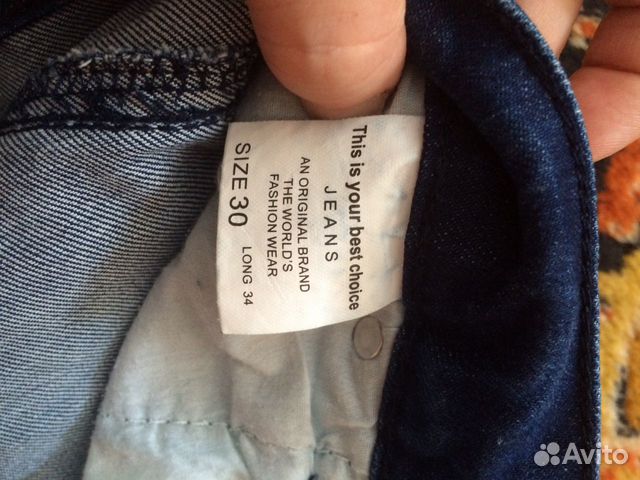 This is your best choice
JEANS
AN ORIGINAL BRAND
THE WORLD'S
FASHION WEAR
SIZE 30 LONG 34
Avito